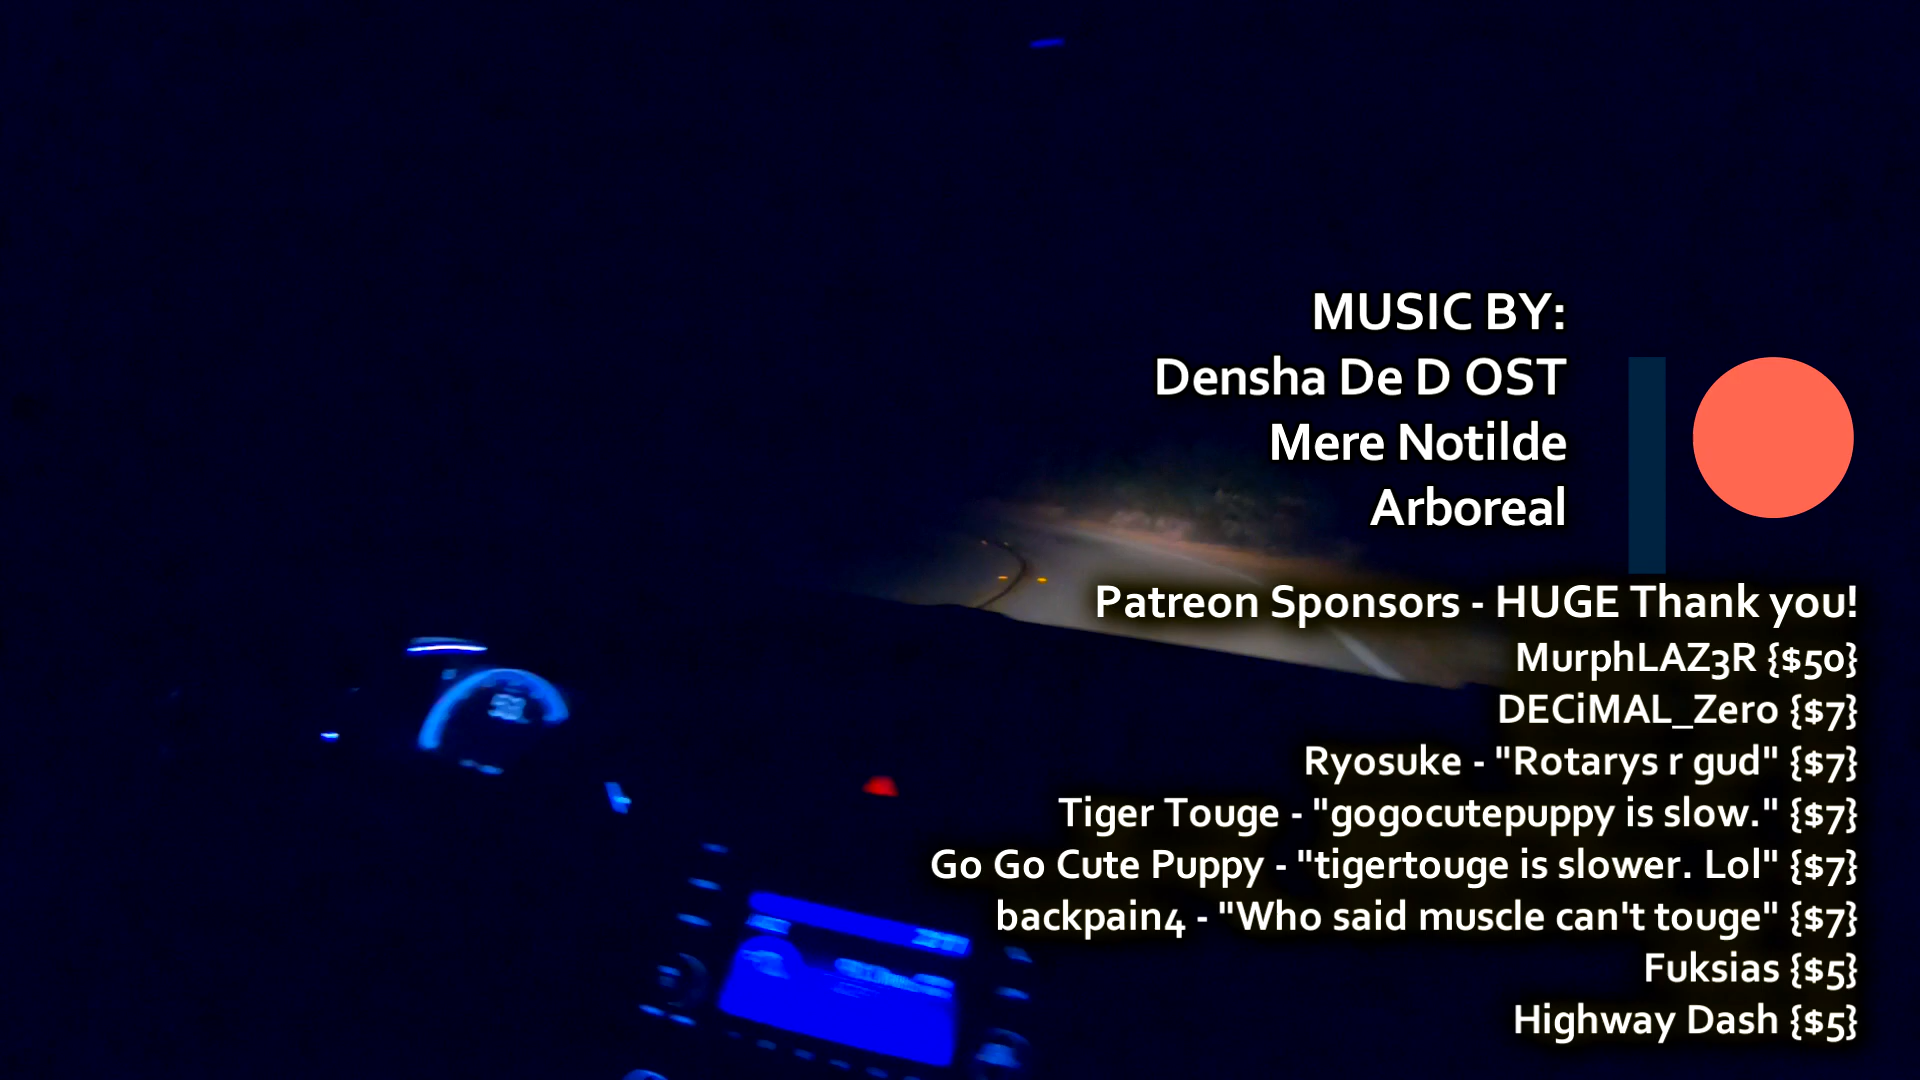 MUSIC BY:
Densha De D OST
Mere Notilde
Arboreal
Patreon Sponsors - HUGE Thank you!
MurphLAZ3R {$50}
DECiMAL_Zero {$7}
Ryosuke - "Rotarys r gud" {$7}
Tiger Touge - "gogocutepuppy is slow." {$7}
Go Go Cute Puppy - "tigertouge is slower. Lol" {$7}
backpain4 - "Who said muscle can't touge" {$7}
Fuksias {$5}
Highway Dash {$5}